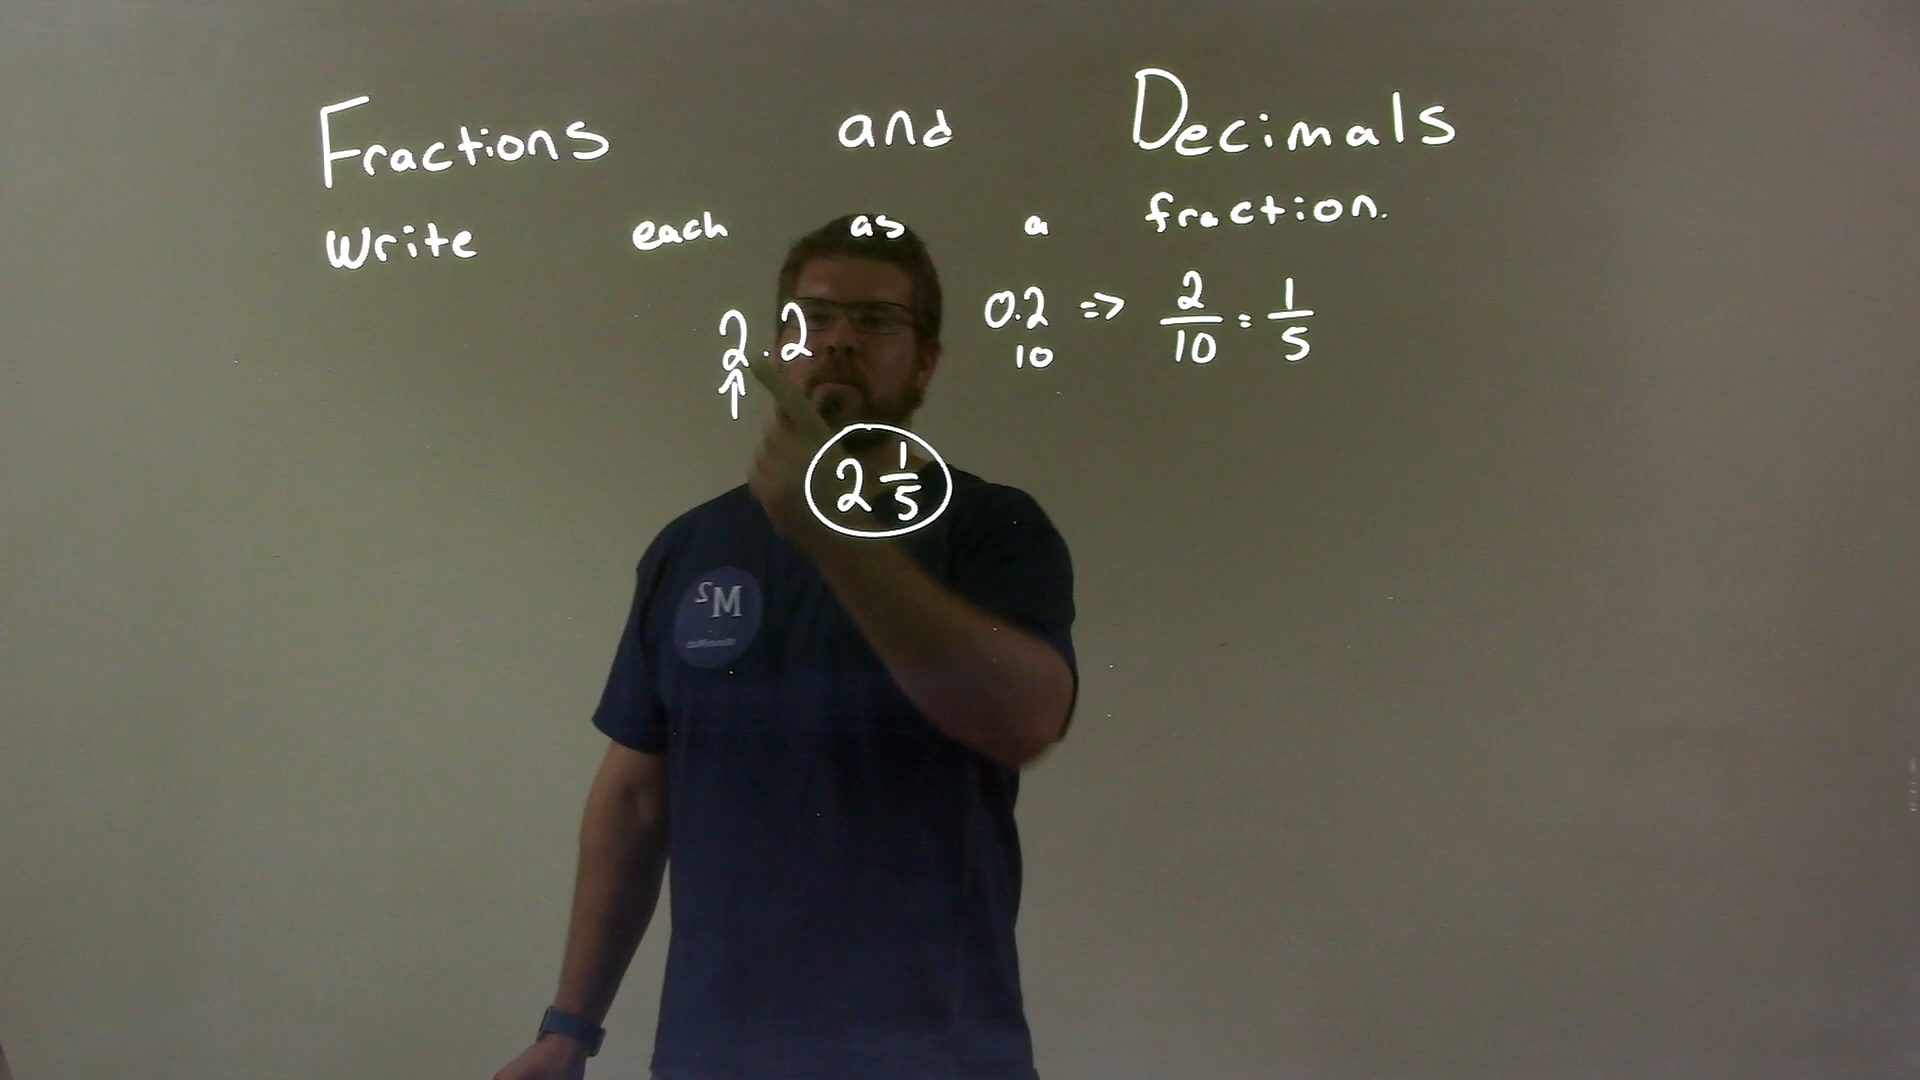 Fractions and Decimals
Write each as a fraction.
2.2
↑
0.2 => 2/10 = 1/5
10
2 1/5
M2